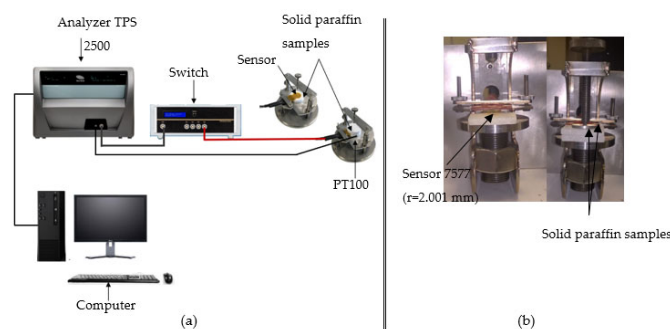 Analyzer TPS
2500
Switch
Solid paraffin
samples
Sensor
PT100
Computer
(a)
Sensor 7577
(r=2.001 mm)
Solid paraffin samples
(b)